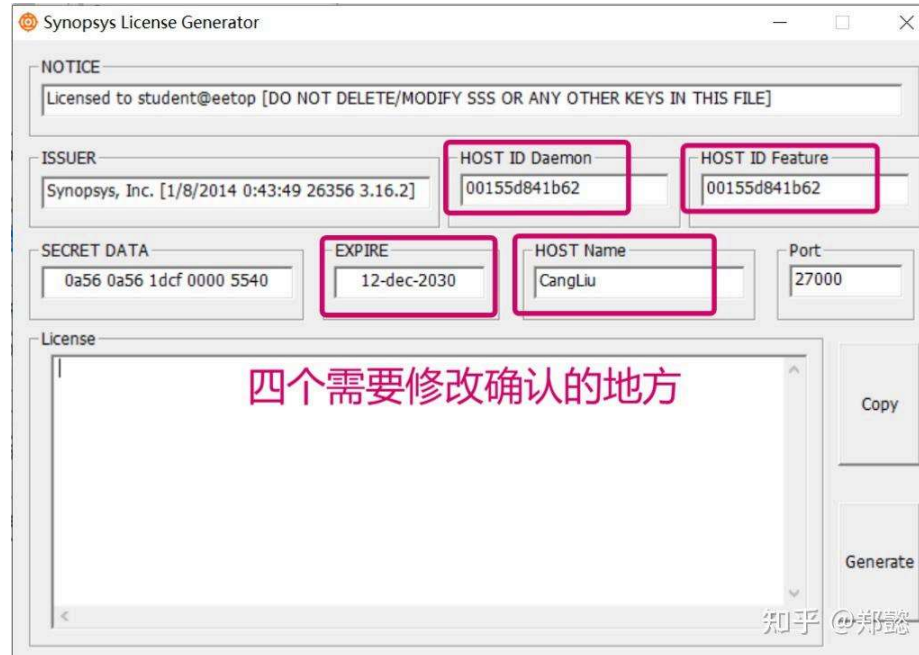 Synopsys License Generator
NOTICE
Licensed to student@eetop [DO NOT DELETE/MODIFY SSS OR ANY OTHER KEYS IN THIS FILE]
ISSUER
HOST ID Daemon
HOST ID Feature
Synopsys, Inc. [1/8/2014 0:43:49 26356 3.16.2]
00155d841b62
00155d841b62
SECRET DATA
EXPIRE
HOST Name
Port
0a56 0a56 1dcf 0000 5540
12-dec-2030
CangLiu
27000
License
四个需要修改确认的地方
Copy
Generate
知乎 @郑懿